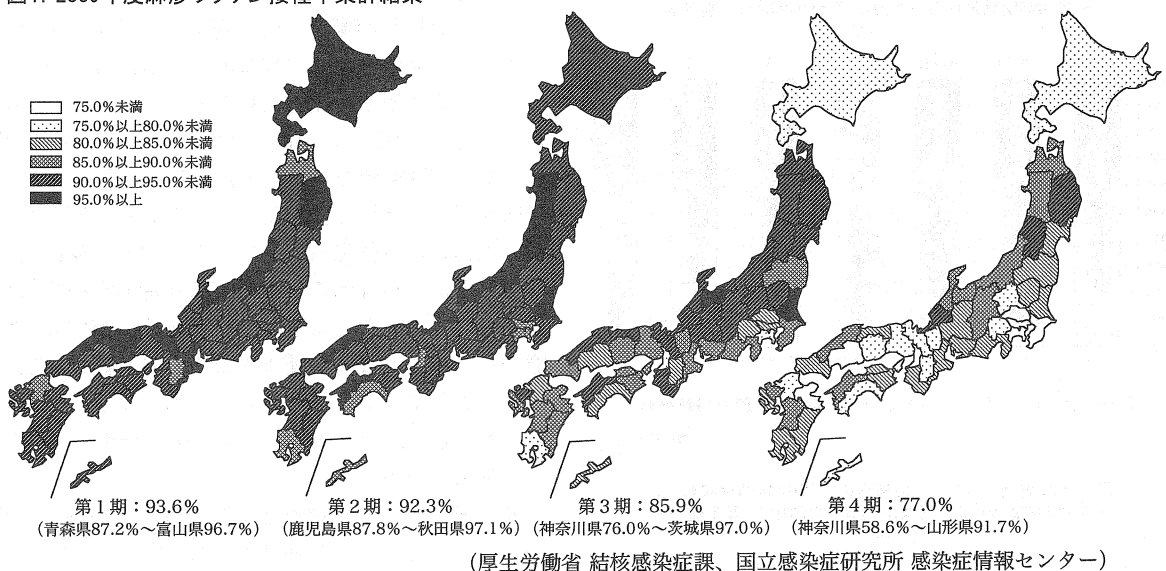 75.0%未満
75.0%以上80.0%未満
80.0%以上85.0%未満
85.0%以上90.0%未満
90.0%以上95.0%未満
95.0%以上
第1期：93.6%
（青森県87.2%～富山県96.7%）
第2期：92.3%
（鹿児島県87.8%～秋田県97.1%）
第3期：85.9%
（神奈川県76.0%～茨城県97.0%）
第4期：77.0%
（神奈川県58.6%～山形県91.7%）
（厚生労働省 結核感染症課、国立感染症研究所 感染症情報センター）